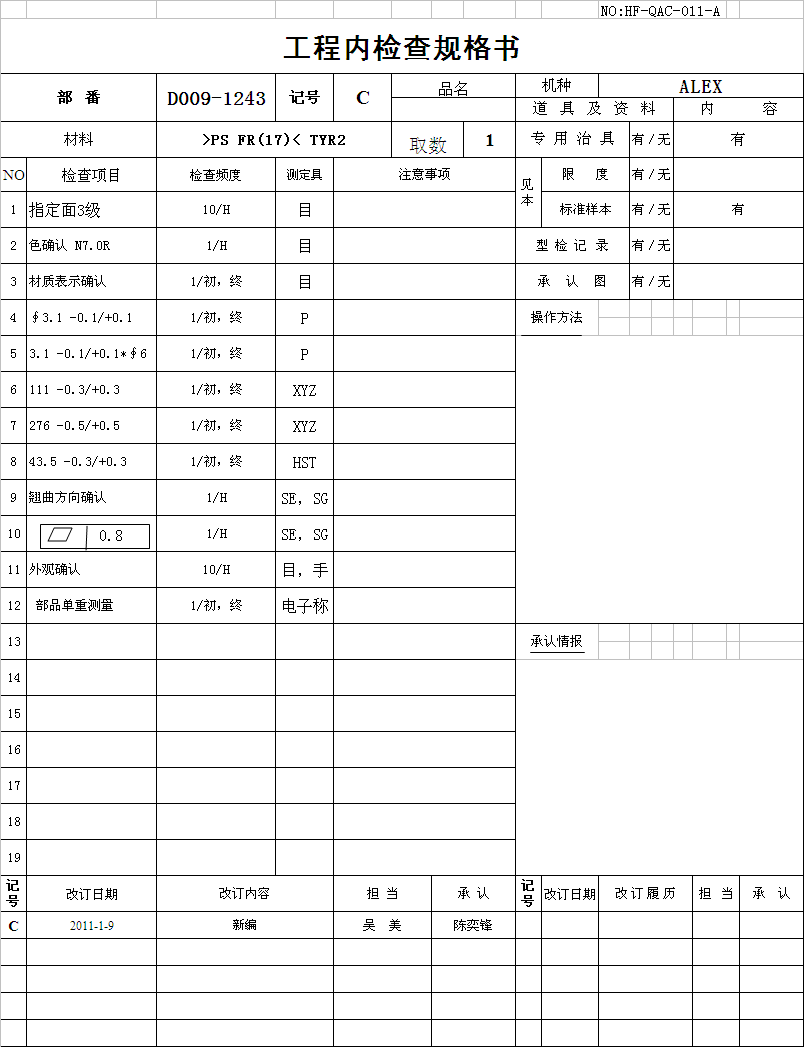 NO:HF-QAC-011-A
工程内检查规格书
部 番 D009-1243 记号 C 品名 机种 ALEX
道 具 及 资 料 内 容
材料 >PS FR(17)< TYR2 取数 1 专 用 治 具 有/无 有
NO 检查项目 检查频度 测定具 注意事项 见本 限 度 有/无
1 指定面3级 10/H 目 标准样本 有/无 有
2 色确认 N7.0R 1/H 目 型 检 记 录 有/无
3 材质表示确认 1/初，终 目 承 认 图 有/无
4 ∮3.1 -0.1/+0.1 1/初，终 P 操作方法
5 3.1 -0.1/+0.1*∮6 1/初，终 P
6 111 -0.3/+0.3 1/初，终 XYZ
7 276 -0.5/+0.5 1/初，终 XYZ
8 43.5 -0.3/+0.3 1/初，终 HST
9 翘曲方向确认 1/H SE，SG
10 0.8 1/H SE，SG
11 外观确认 10/H 目，手
12 部品单重测量 1/初，终 电子称
13 承认情报
14
15
16
17
18
19
记号 改订日期 改订内容 担 当 承 认 记号 改订日期 改 订 履 历 担 当 承 认
C 2011-1-9 新编 吴 美 陈奕锋